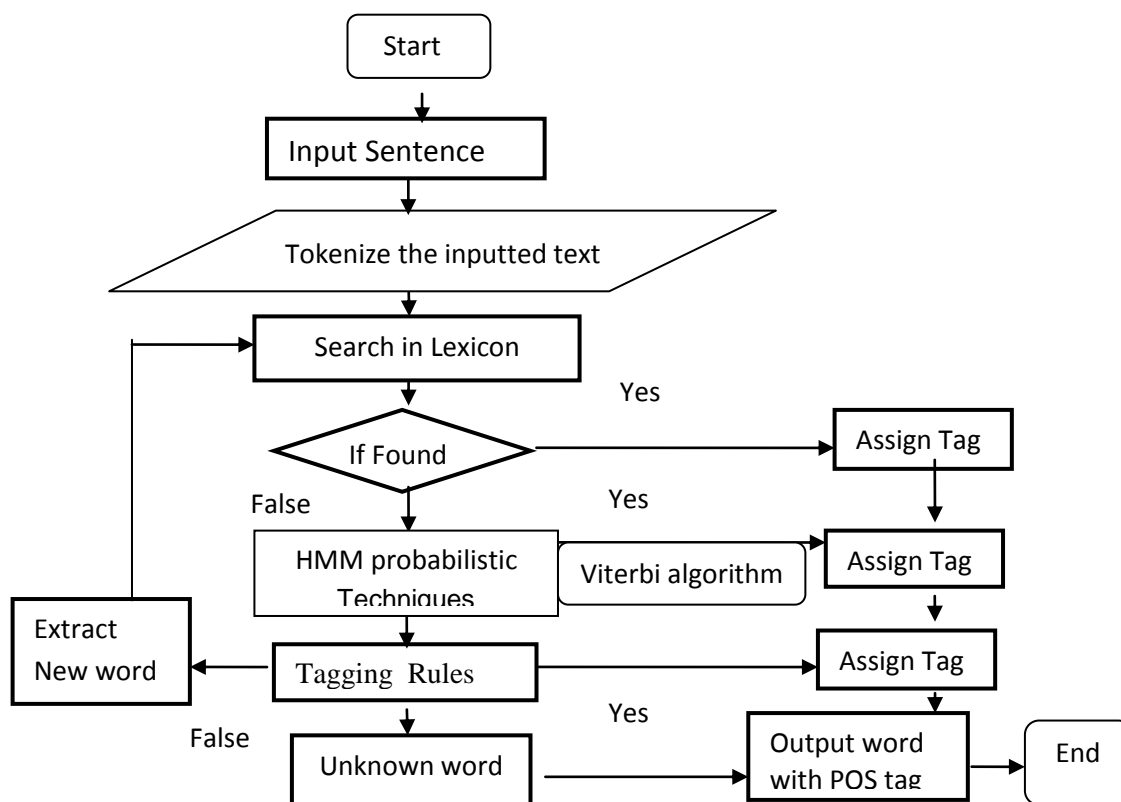 Start
Input Sentence
Tokenize the inputted text
Search in Lexicon
Yes
If Found
Assign Tag
False
Yes
HMM probabilistic
Techniques
Viterbi algorithm
Assign Tag
Extract
New word
Tagging Rules
Assign Tag
False
Yes
Unknown word
Output word
with POS tag
End